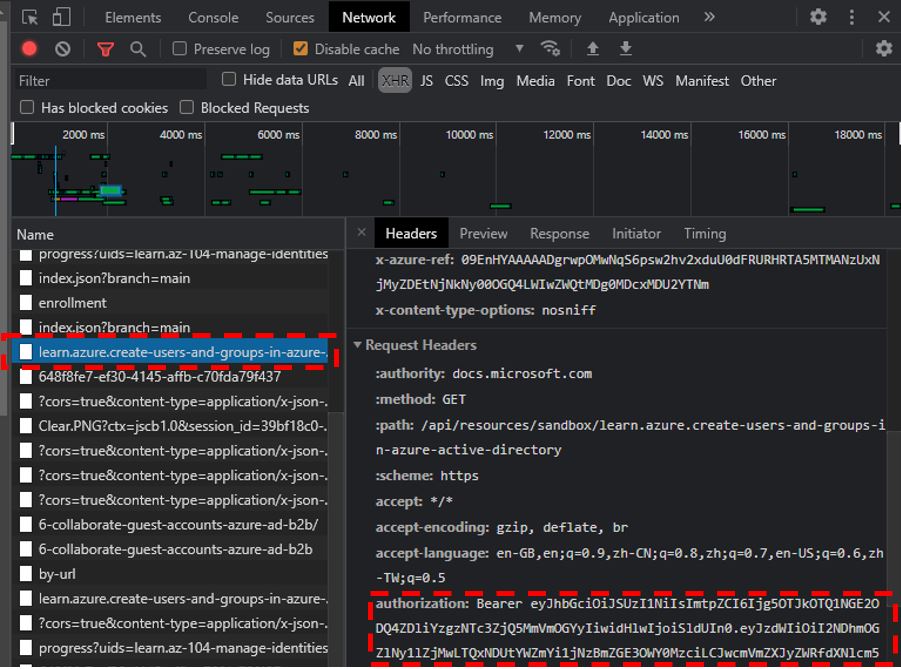 Elements Console Sources Network Performance Memory Application »
Preserve log Disable cache No throttling
Filter Hide data URLs All XHR JS CSS Img Media Font Doc WS Manifest Other
Has blocked cookies Blocked Requests
2000 ms 4000 ms 6000 ms 8000 ms 10000 ms 12000 ms 14000 ms 16000 ms 18000 ms
Name
progress?uids=learn.az-104-manage-identities
index.json?branch=main
enrollment
index.json?branch=main
learn.azure.create-users-and-groups-in-azure-.
648f8fe7-ef30-4145-affb-c70fda79f437
?cors=true&content-type=application/x-json-.
Clear.PNG?ctx=jscb1.0&session_id=39bf18c0-.
?cors=true&content-type=application/x-json-.
?cors=true&content-type=application/x-json-.
?cors=true&content-type=application/x-json-.
6-collaborate-guest-accounts-azure-ad-b2b/
6-collaborate-guest-accounts-azure-ad-b2b
by-url
learn.azure.create-users-and-groups-in-azure-.
?cors=true&content-type=application/x-json-.
progress?uids=learn.az-104-manage-identities
Headers Preview Response Initiator Timing
x-azure-ref: 09EnHYAAAAADgrwpOMwNqS6psw2hv2xduU0dFRURHRTA5MTMANzUxN
jMyZDEtNjNkNy00OGQ4LWIwZWQtMDg0MDcxMDU2YTNm
x-content-type-options: nosniff
Request Headers
:authority: docs.microsoft.com
:method: GET
:path: /api/resources/sandbox/learn.azure.create-users-and-groups-i
n-azure-active-directory
:scheme: https
accept: */*
accept-encoding: gzip, deflate, br
accept-language: en-GB,en;q=0.9,zh-CN;q=0.8,zh;q=0.7,en-US;q=0.6,zh
-TW;q=0.5
authorization: Bearer eyJhbGciOiJSUzI1NiIsImtpZCI6Ijg5OTJkOTQ1NGE2O
DQ4ZDliYzgzNTc3ZjQ5MmVmOGYyIiwidHlwIjoiSldUIn0.eyJzdWIiOiI2NDhmOG
ZlNy1lZjMwLTQxNDUtYWZmYi1jNzBmZGE3OWY0MzciLCJwcmVmZXJyZWRfdXNlcm5